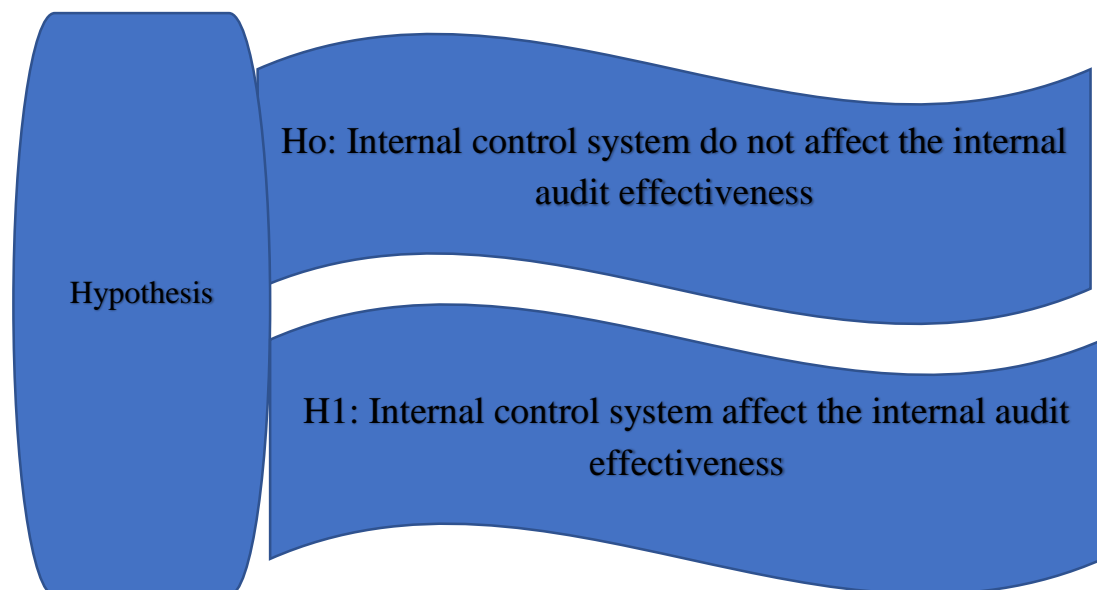 Ho: Internal control system do not affect the internal
audit effectiveness
Hypothesis
H1: Internal control system affect the internal audit
effectiveness